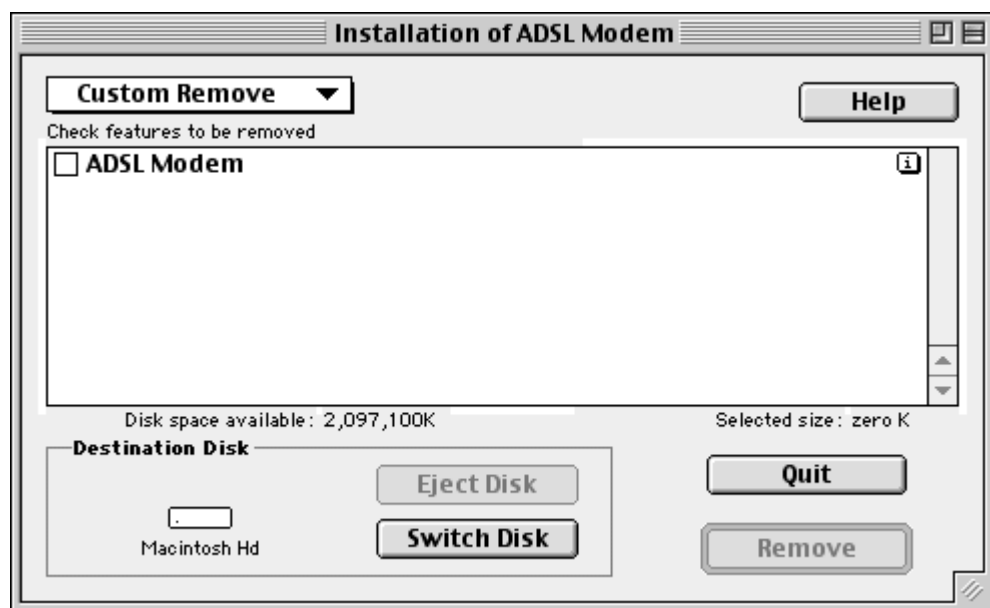 Installation of ADSL Modem
Custom Remove
Help
Check features to be removed
ADSL Modem
i
Disk space available: 2,097,100K
Selected size: zero K
Destination Disk
Eject Disk
Quit
Macintosh Hd
Switch Disk
Remove